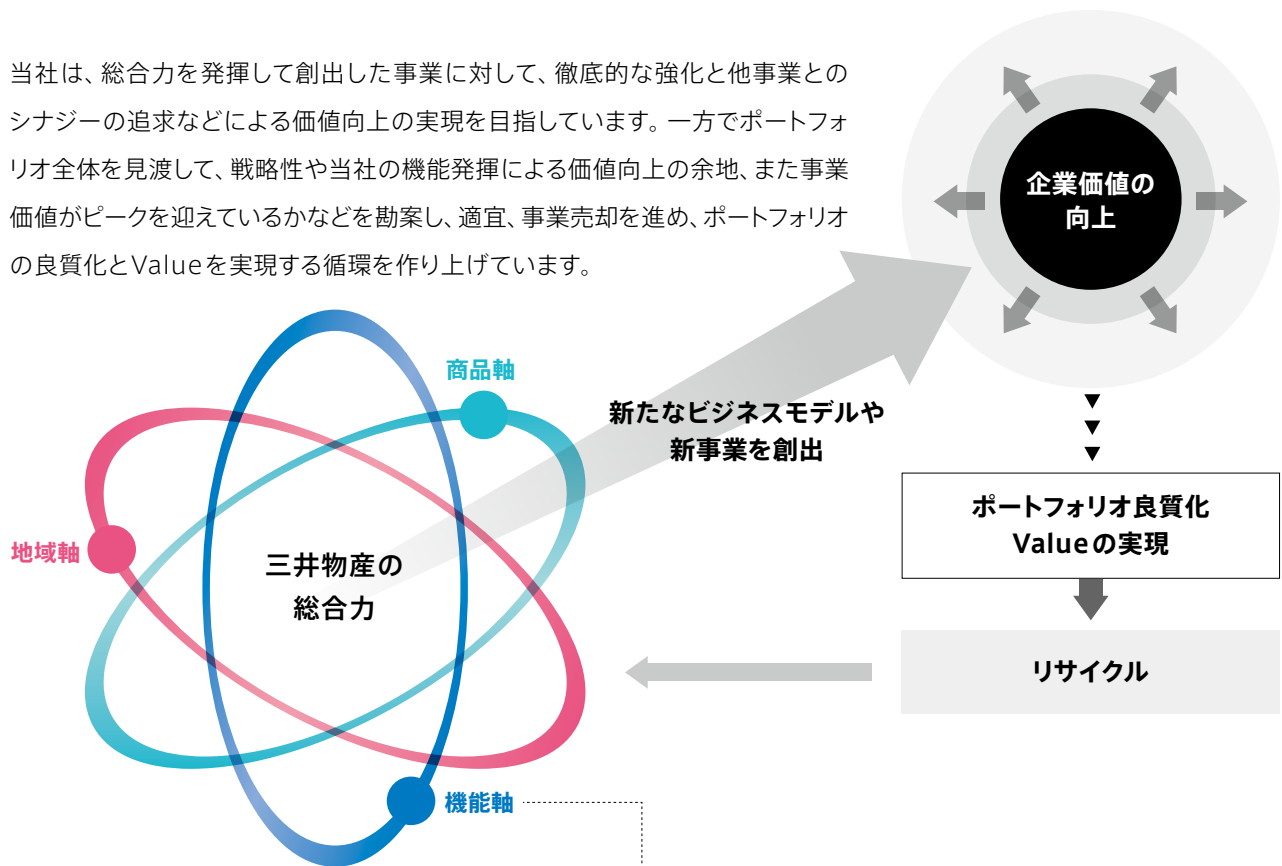 当社は、総合力を発揮して創出した事業に対して、徹底的な強化と他事業との
シナジーの追求などによる価値向上の実現を目指しています。一方でポートフォ
リオ全体を見渡して、戦略性や当社の機能発揮による価値向上の余地、また事業
価値がピークを迎えているかなどを勘案し、適宜、事業売却を進め、ポートフォリオ
の良質化とValueを実現する循環を作り上げています。
企業価値の
向上
商品軸
新たなビジネスモデルや
新事業を創出
地域軸
三井物産の
総合力
ポートフォリオ良質化
Valueの実現
リサイクル
機能軸